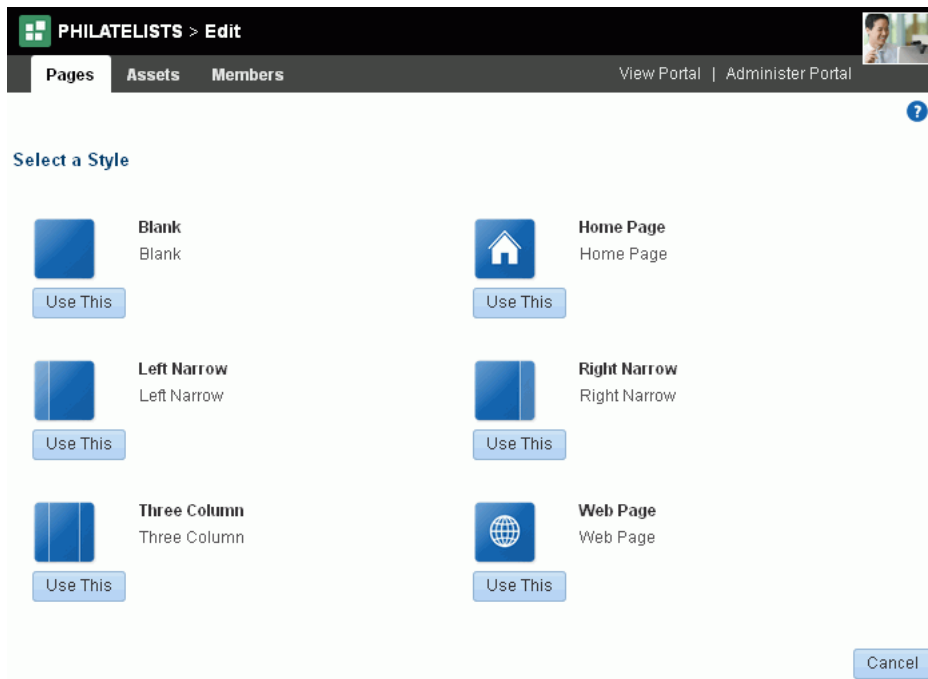 PHILATELISTS > Edit
Pages Assets Members View Portal | Administer Portal
?
Select a Style
Blank
Blank
Use This
Home Page
Home Page
Use This
Left Narrow
Left Narrow
Use This
Right Narrow
Right Narrow
Use This
Three Column
Three Column
Use This
Web Page
Web Page
Use This
Cancel